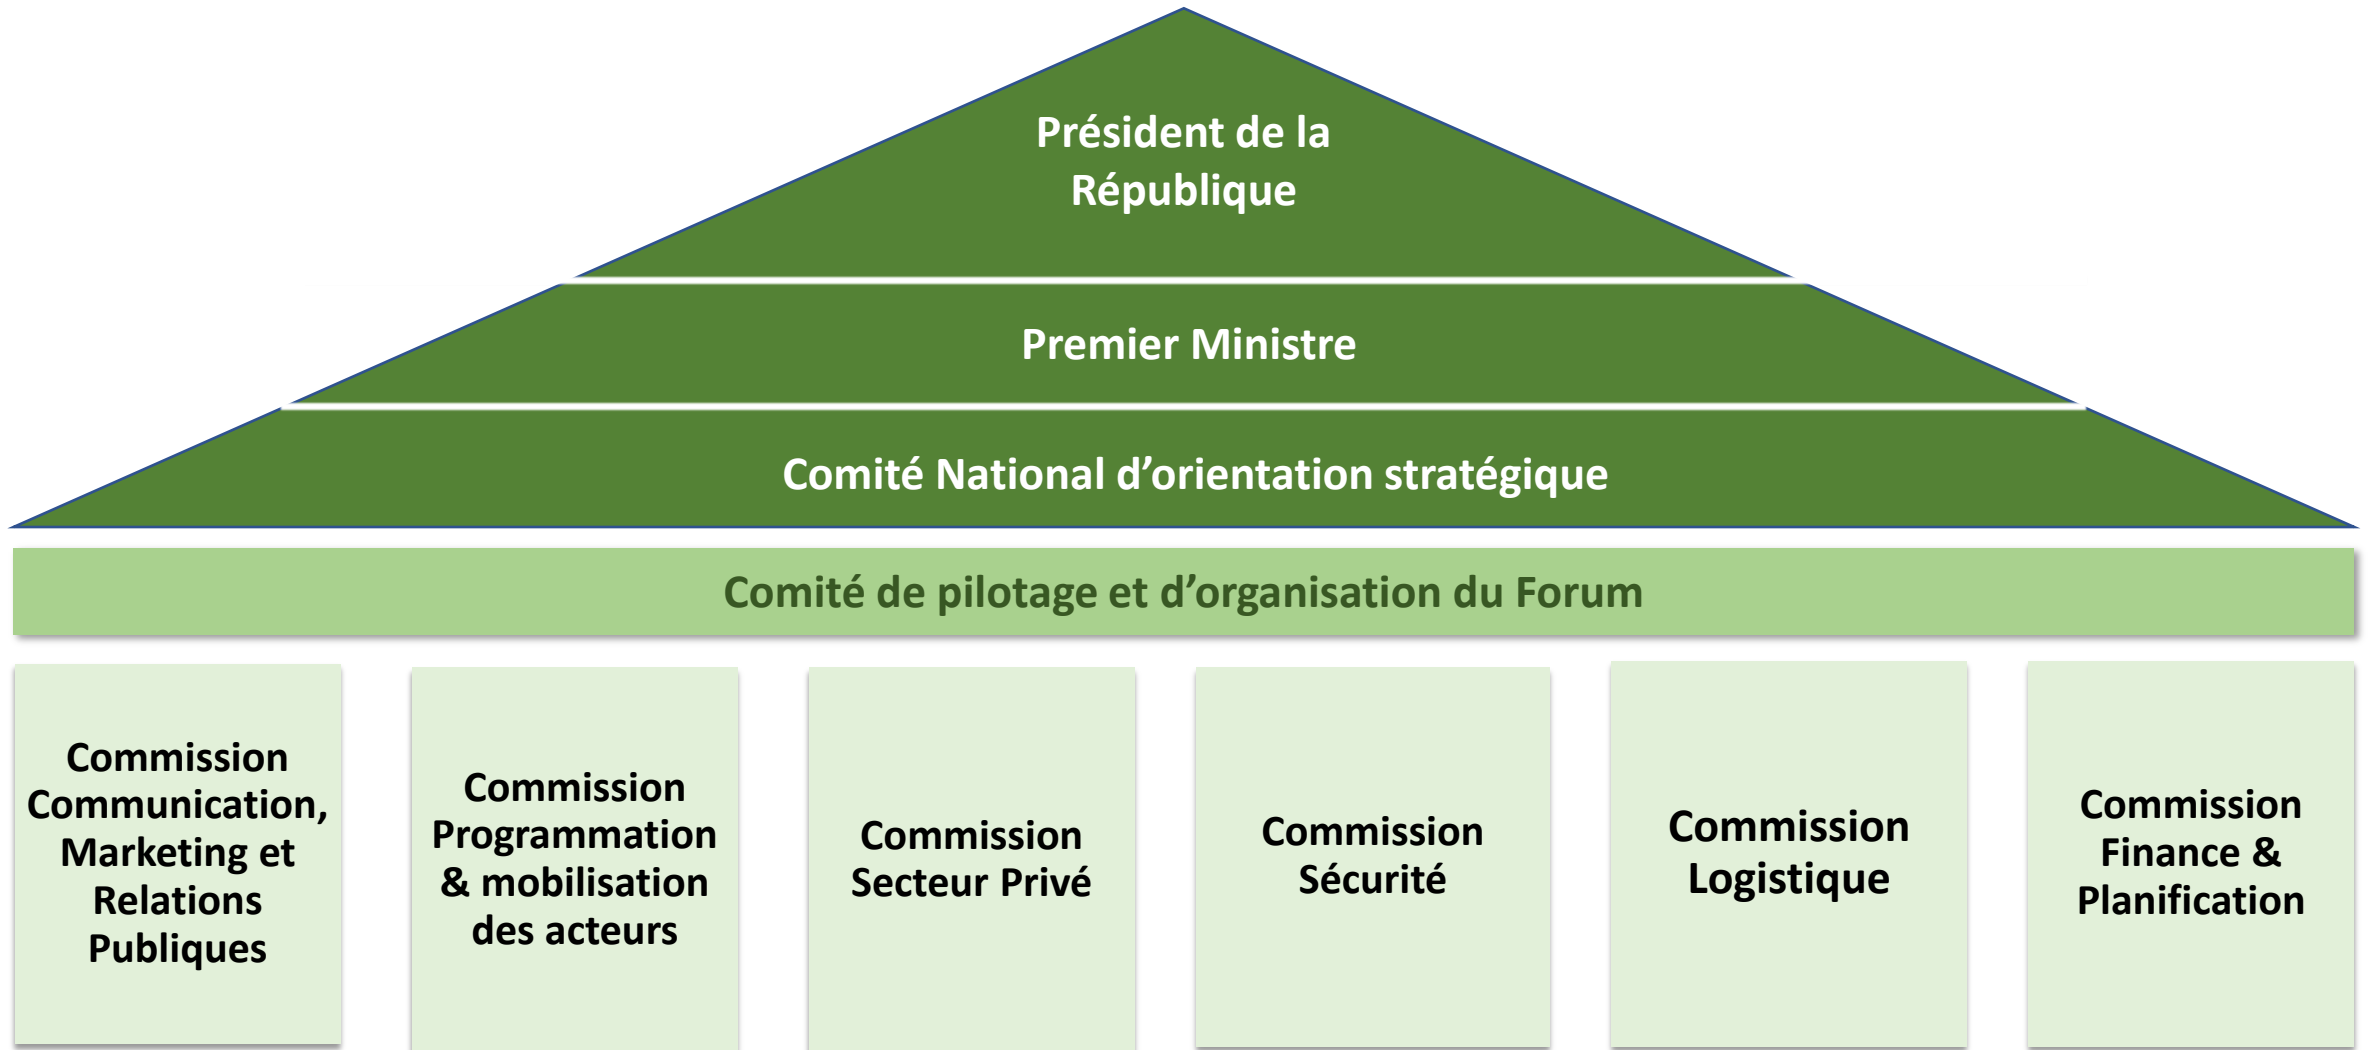 Président de la
République
Premier Ministre
Comité National d’orientation stratégique
Comité de pilotage et d’organisation du Forum
Commission
Communication,
Marketing et
Relations
Publiques
Commission
Programmation
& mobilisation
des acteurs
Commission
Secteur Privé
Commission
Sécurité
Commission
Logistique
Commission
Finance &
Planification